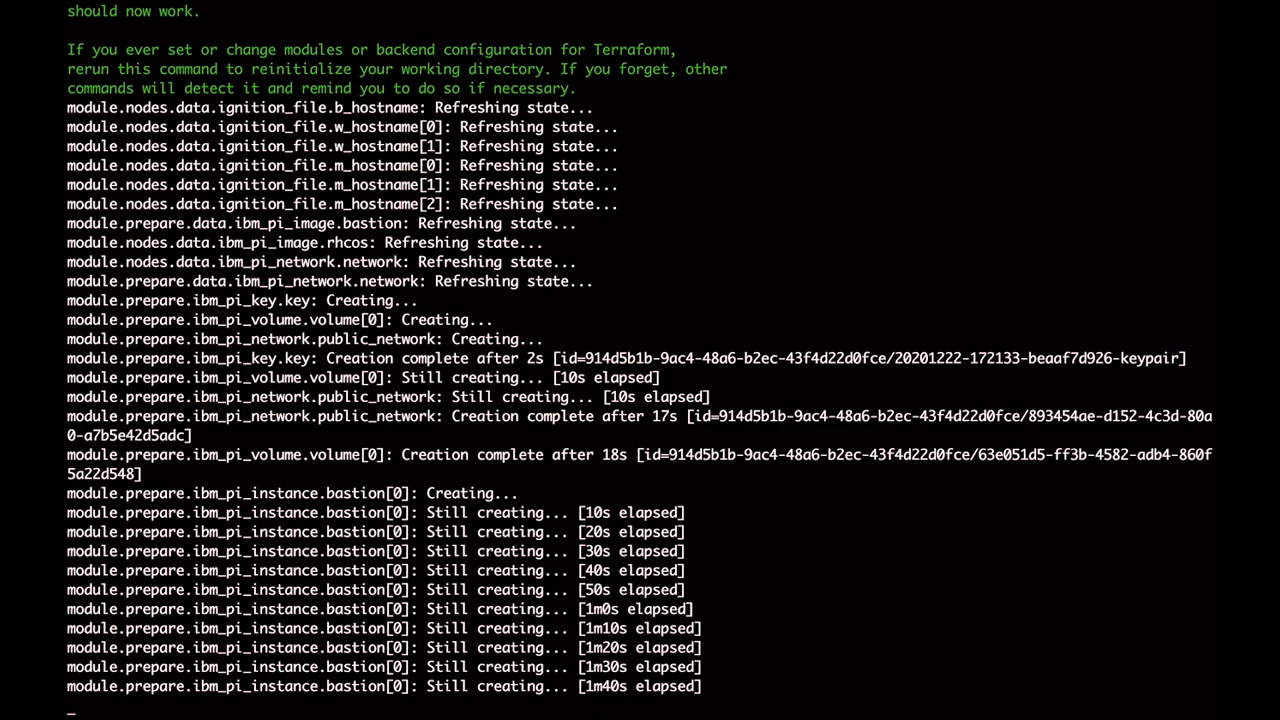 should now work.
If you ever set or change modules or backend configuration for Terraform,
rerun this command to reinitialize your working directory. If you forget, other
commands will detect it and remind you to do so if necessary.
module.nodes.data.ignition_file.b_hostname: Refreshing state...
module.nodes.data.ignition_file.w_hostname[0]: Refreshing state...
module.nodes.data.ignition_file.w_hostname[1]: Refreshing state...
module.nodes.data.ignition_file.m_hostname[0]: Refreshing state...
module.nodes.data.ignition_file.m_hostname[1]: Refreshing state...
module.nodes.data.ignition_file.m_hostname[2]: Refreshing state...
module.prepare.data.ibm_pi_image.bastion: Refreshing state...
module.nodes.data.ibm_pi_image.rhcos: Refreshing state...
module.nodes.data.ibm_pi_network.network: Refreshing state...
module.prepare.data.ibm_pi_network.network: Refreshing state...
module.prepare.ibm_pi_key.key: Creating...
module.prepare.ibm_pi_volume.volume[0]: Creating...
module.prepare.ibm_pi_network.public_network: Creating...
module.prepare.ibm_pi_key.key: Creation complete after 2s [id=914d5b1b-9ac4-48a6-b2ec-43f4d22d0fce/20201222-172133-beaaf7d926-keypair]
module.prepare.ibm_pi_volume.volume[0]: Still creating... [10s elapsed]
module.prepare.ibm_pi_network.public_network: Still creating... [10s elapsed]
module.prepare.ibm_pi_network.public_network: Creation complete after 17s [id=914d5b1b-9ac4-48a6-b2ec-43f4d22d0fce/893454ae-d152-4c3d-80a
0-a7b5e42d5adc]
module.prepare.ibm_pi_volume.volume[0]: Creation complete after 18s [id=914d5b1b-9ac4-48a6-b2ec-43f4d22d0fce/63e051d5-ff3b-4582-adb4-860f
5a22d548]
module.prepare.ibm_pi_instance.bastion[0]: Creating...
module.prepare.ibm_pi_instance.bastion[0]: Still creating... [10s elapsed]
module.prepare.ibm_pi_instance.bastion[0]: Still creating... [20s elapsed]
module.prepare.ibm_pi_instance.bastion[0]: Still creating... [30s elapsed]
module.prepare.ibm_pi_instance.bastion[0]: Still creating... [40s elapsed]
module.prepare.ibm_pi_instance.bastion[0]: Still creating... [50s elapsed]
module.prepare.ibm_pi_instance.bastion[0]: Still creating... [1m0s elapsed]
module.prepare.ibm_pi_instance.bastion[0]: Still creating... [1m10s elapsed]
module.prepare.ibm_pi_instance.bastion[0]: Still creating... [1m20s elapsed]
module.prepare.ibm_pi_instance.bastion[0]: Still creating... [1m30s elapsed]
module.prepare.ibm_pi_instance.bastion[0]: Still creating... [1m40s elapsed]